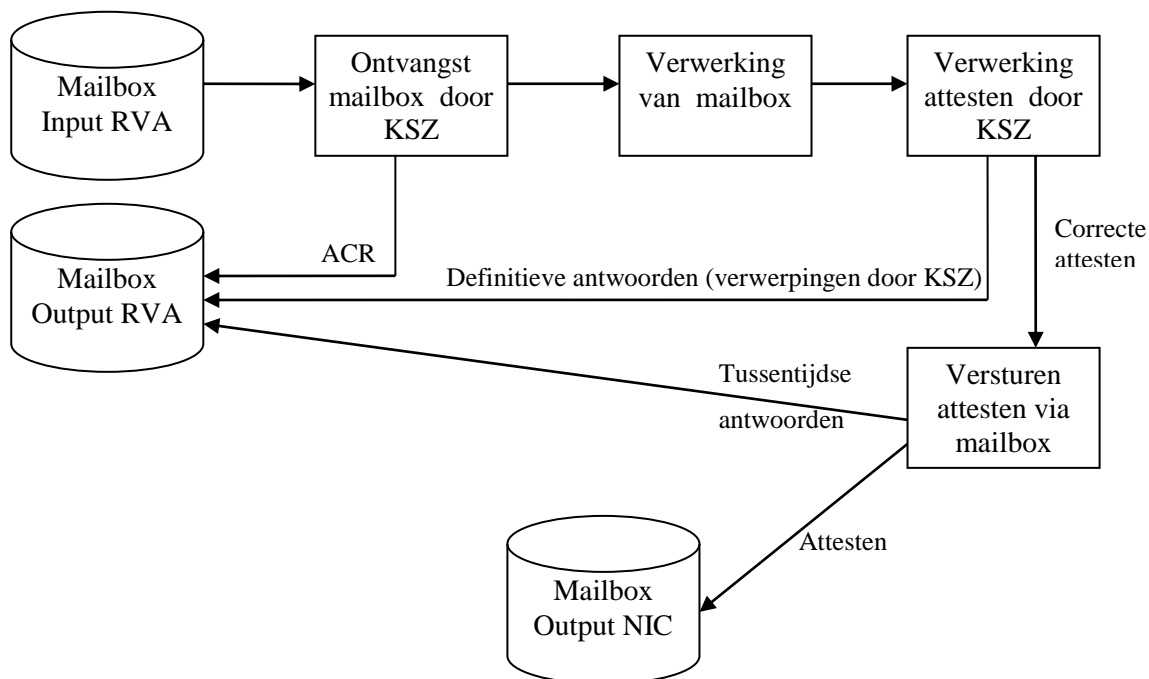 Mailbox
Input RVA
Ontvangst
mailbox door
KSZ
Verwerking
van mailbox
Verwerking
attesten door
KSZ
Mailbox
Output RVA
ACR
Definitieve antwoorden (verwerpingen door KSZ)
Correcte
attesten
Tussentijdse
antwoorden
Versturen
attesten via
mailbox
Attesten
Mailbox
Output NIC